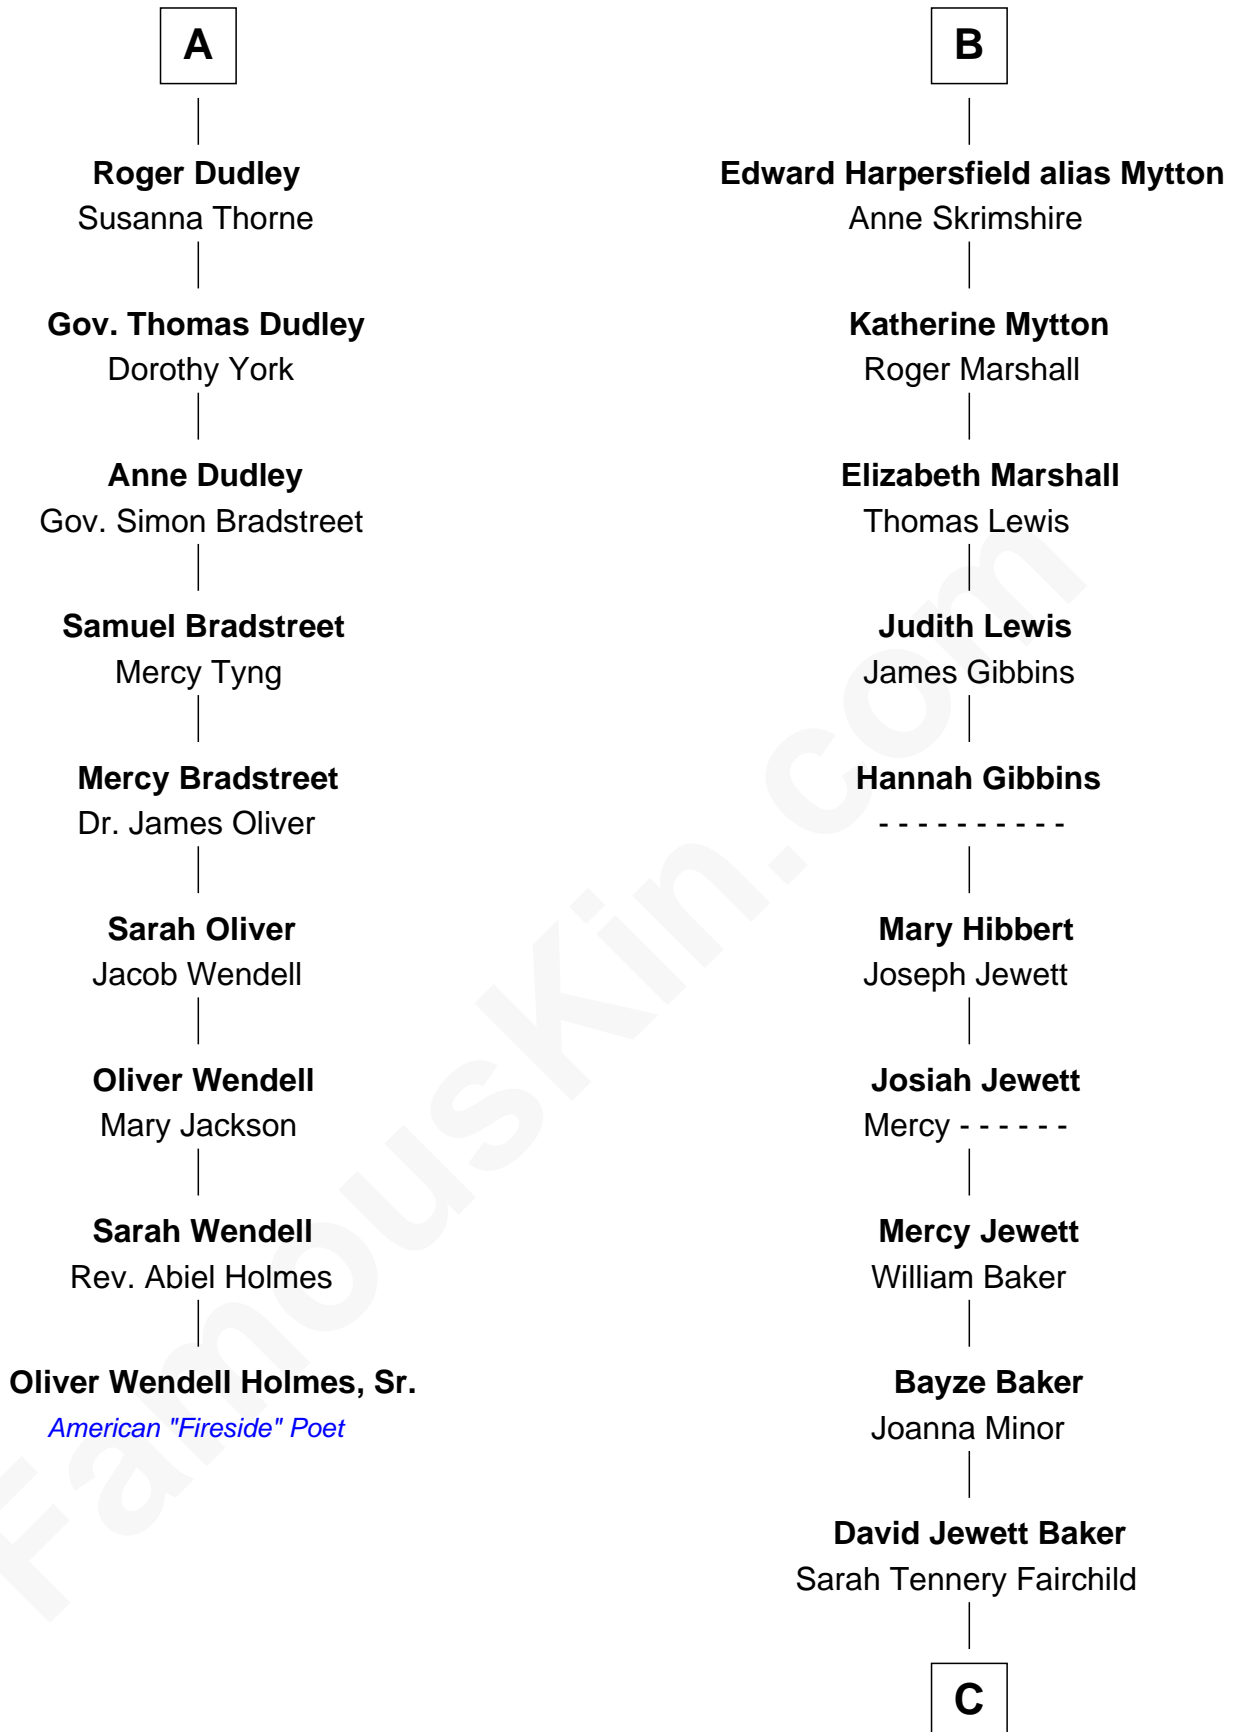 A
Roger Dudley
Susanna Thorne
Gov. Thomas Dudley
Dorothy York
Anne Dudley
Gov. Simon Bradstreet
Samuel Bradstreet
Mercy Tyng
Mercy Bradstreet
Dr. James Oliver
Sarah Oliver
Jacob Wendell
Oliver Wendell
Mary Jackson
Sarah Wendell
Rev. Abiel Holmes
Oliver Wendell Holmes, Sr.
American "Fireside" Poet
B
Edward Harpersfield alias Mytton
Anne Skrimshire
Katherine Mytton
Roger Marshall
Elizabeth Marshall
Thomas Lewis
Judith Lewis
James Gibbins
Hannah Gibbins
- - - - - - - - - -
Mary Hibbert
Joseph Jewett
Josiah Jewett
Mercy - - - - - -
Mercy Jewett
William Baker
Bayze Baker
Joanna Minor
David Jewett Baker
Sarah Tennery Fairchild
C
FamousKin.com